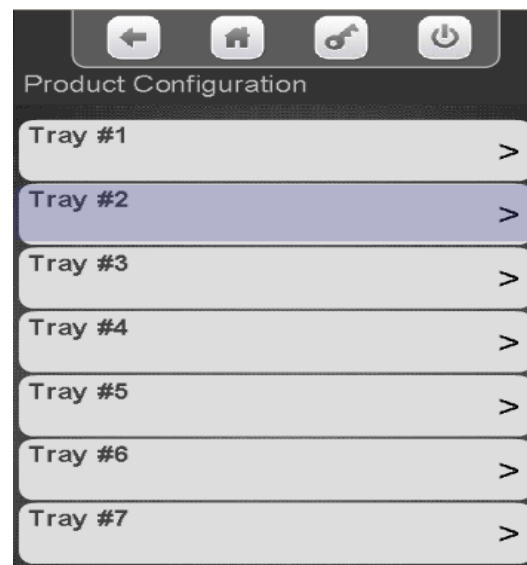 Product Configuration
Tray #1
>
Tray #2
>
Tray #3
>
Tray #4
>
Tray #5
>
Tray #6
>
Tray #7
>